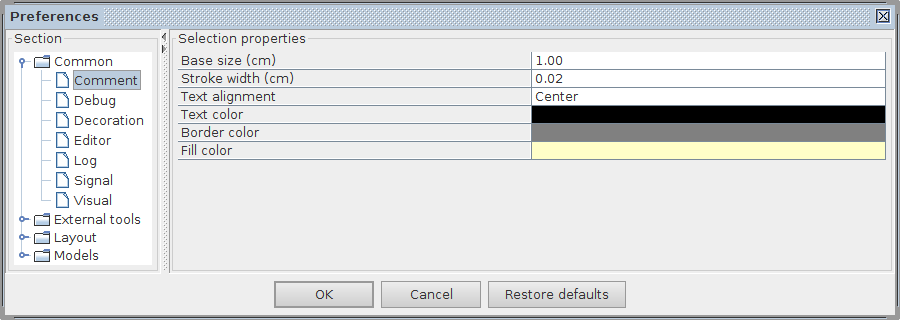 Preferences
Section
Common
Comment
Debug
Decoration
Editor
Log
Signal
Visual
External tools
Layout
Models
Selection properties
Base size (cm) 1.00
Stroke width (cm) 0.02
Text alignment Center
Text color
Border color
Fill color
OK Cancel Restore defaults